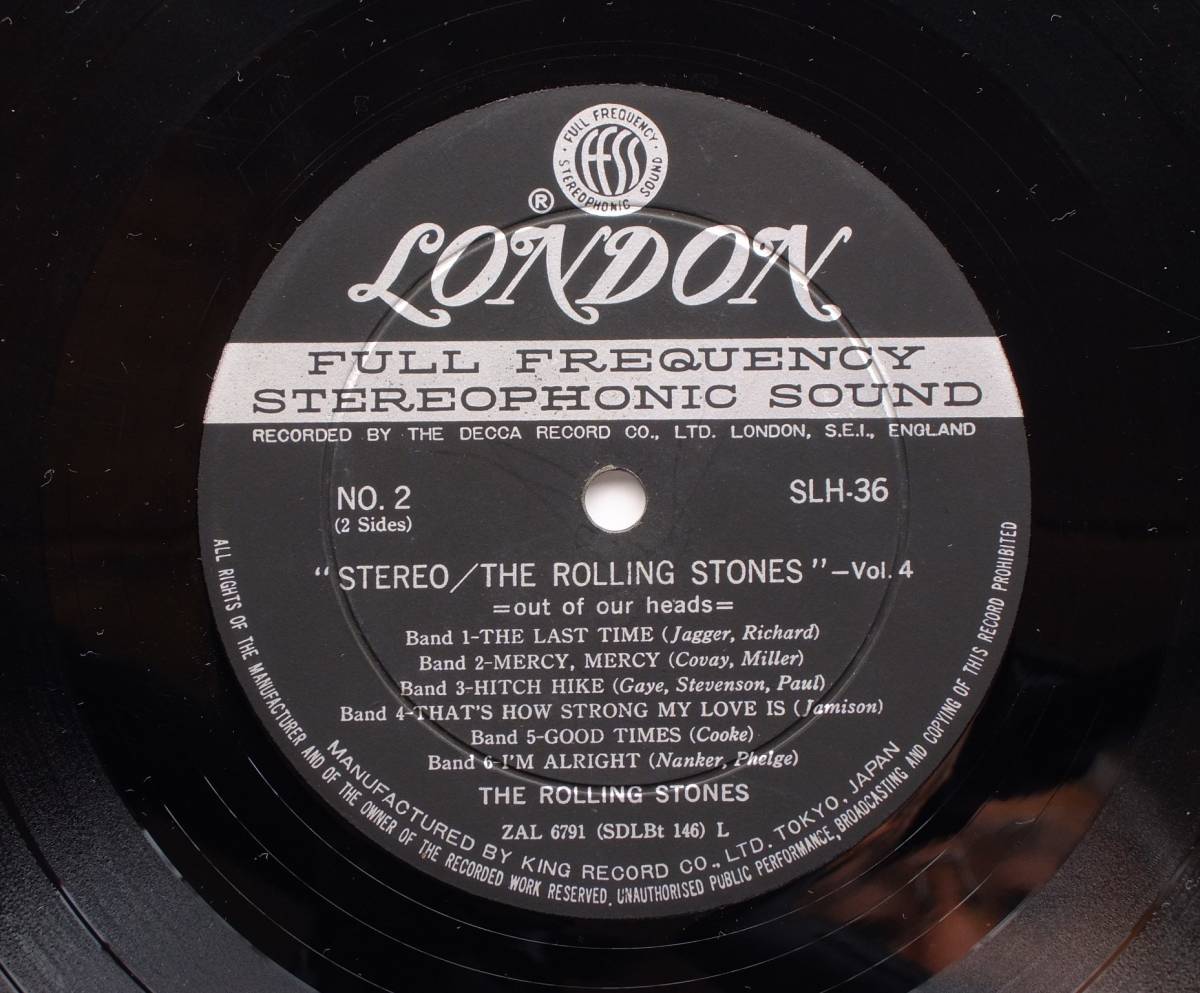 FULL FREQUENCY
STEREOPHONIC SOUND
FFSS
®
LONDON
FULL FREQUENCY
STEREOPHONIC SOUND
RECORDED BY THE DECCA RECORD CO., LTD. LONDON, S.E.I., ENGLAND
NO. 2
(2 Sides)
SLH-36
"STEREO/THE ROLLING STONES"-Vol. 4
=out of our heads=
Band 1-THE LAST TIME (Jagger, Richard)
Band 2-MERCY, MERCY (Covay, Miller)
Band 3-HITCH HIKE (Gaye, Stevenson, Paul)
Band 4-THAT'S HOW STRONG MY LOVE IS (Jamison)
Band 5-GOOD TIMES (Cooke)
Band 6-I'M ALRIGHT (Nanker, Phelge)
THE ROLLING STONES
ZAL 6791 (SDLBt 146) L
MANUFACTURED BY KING RECORD CO., LTD. TOKYO, JAPAN
ALL RIGHTS OF THE MANUFACTURER AND OF THE OWNER OF THE RECORDED WORK RESERVED. UNAUTHORISED PUBLIC PERFORMANCE, BROADCASTING AND COPYING OF THIS RECORD PROHIBITED